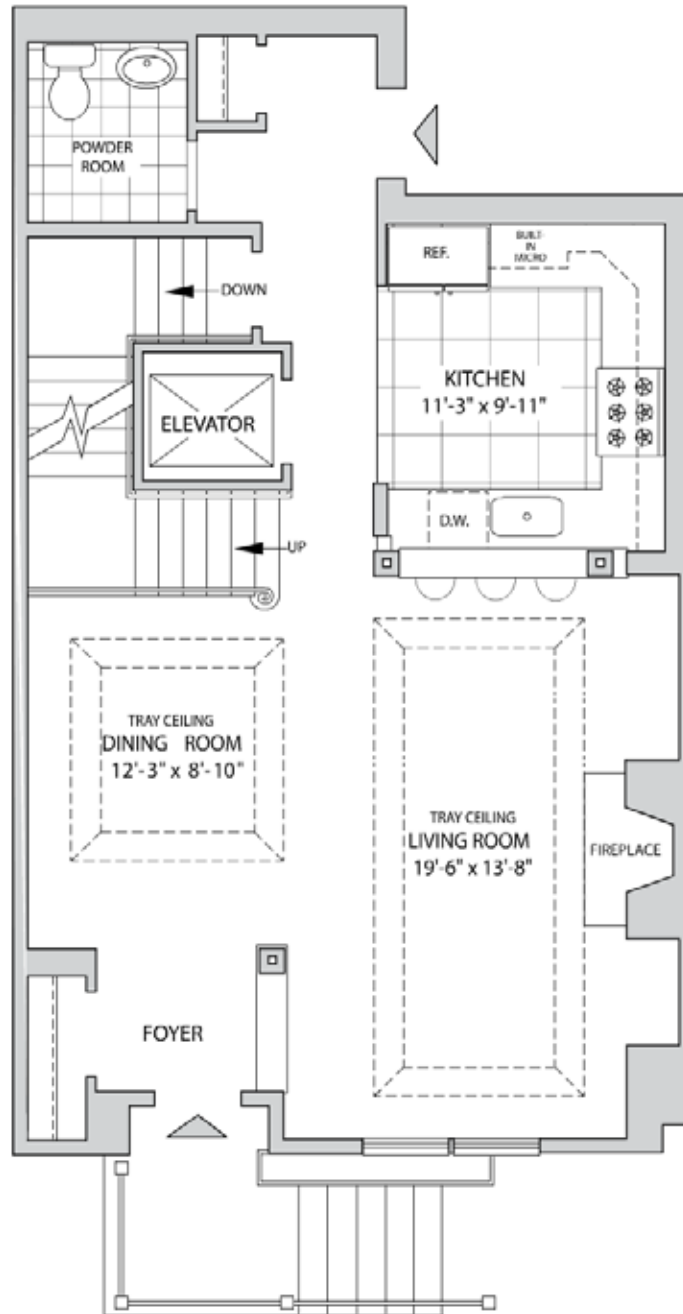 POWDER
ROOM
DOWN
REF.
BUILT-
IN
MICRO
KITCHEN
11'-3" x 9'-11"
ELEVATOR
D.W.
UP
TRAY CEILING
DINING ROOM
12'-3" x 8'-10"
TRAY CEILING
LIVING ROOM
19'-6" x 13'-8"
FIREPLACE
FOYER